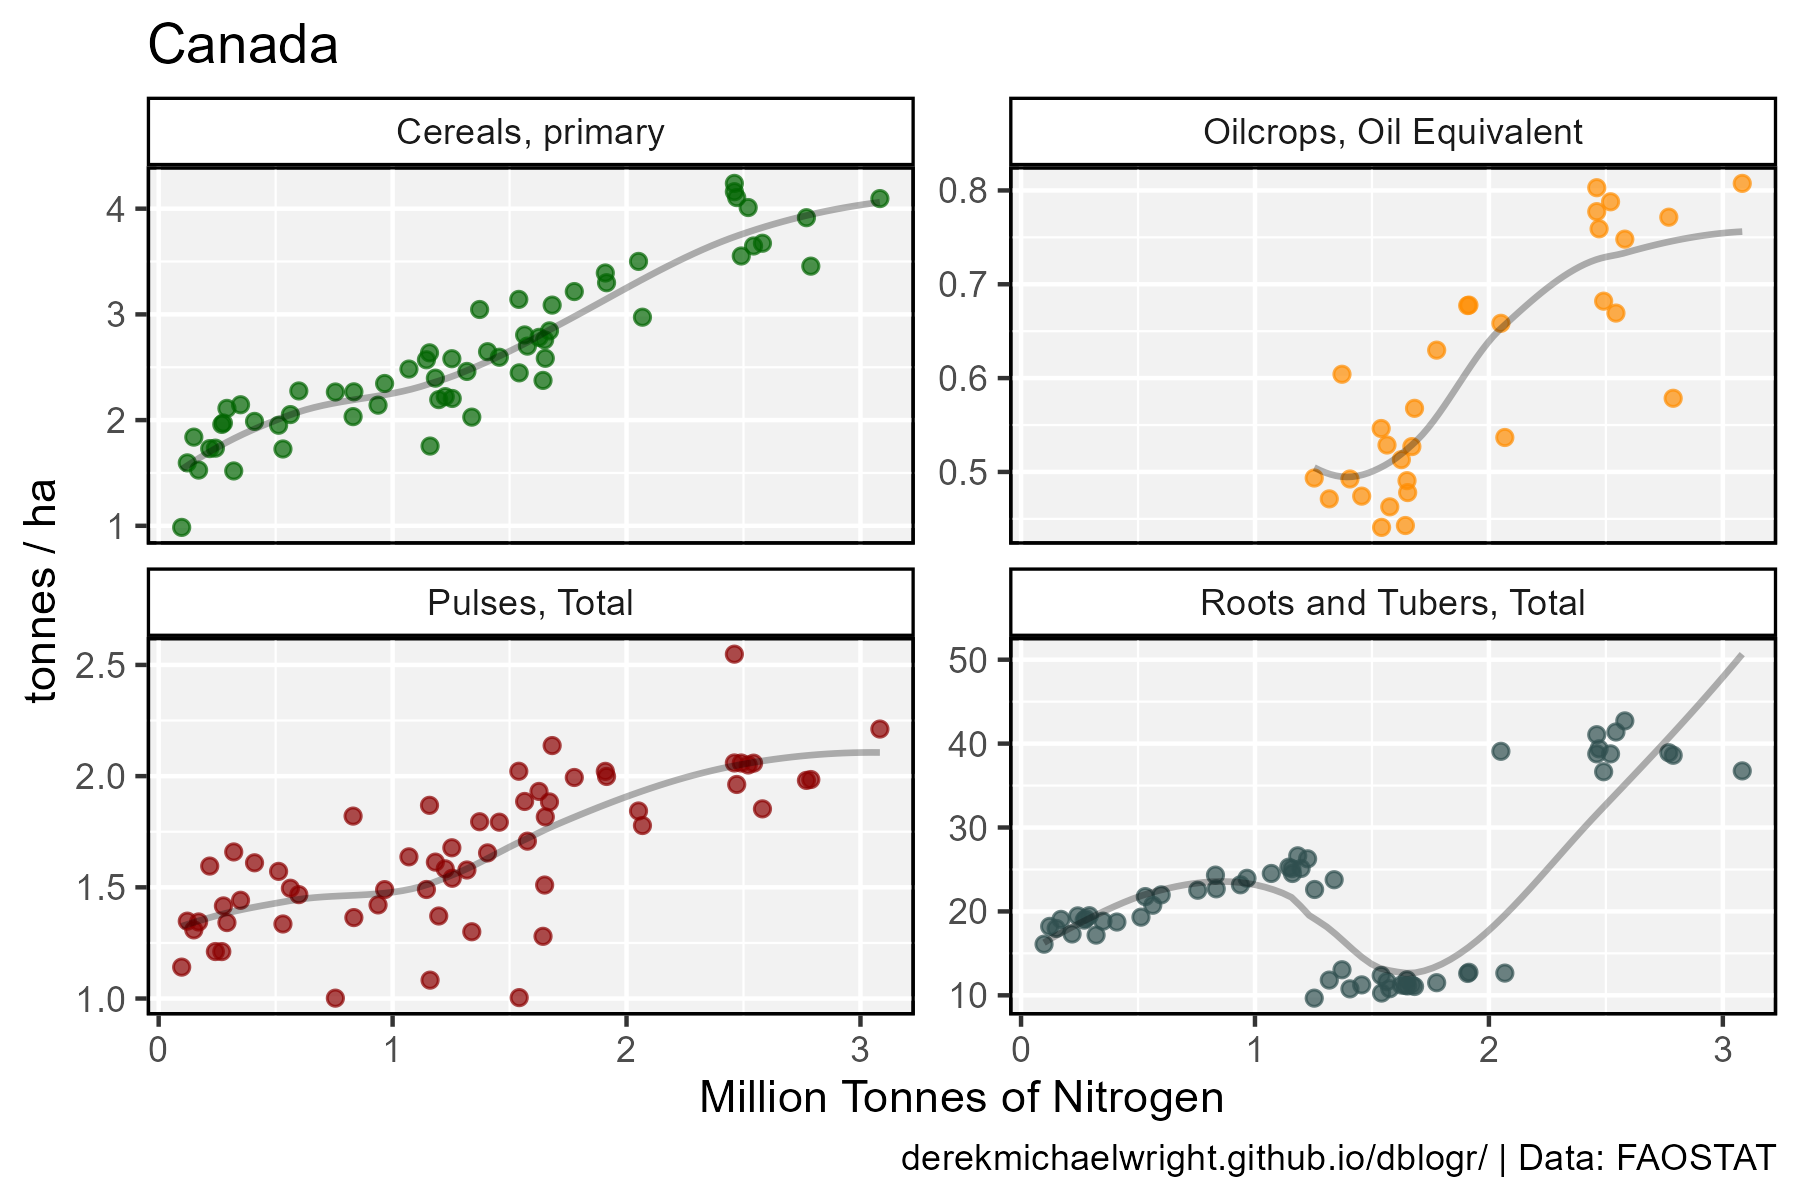 Canada
Cereals, primary
Oilcrops, Oil Equivalent
4
3
2
1
0.8
0.7
0.6
0.5
tonnes / ha
Pulses, Total
Roots and Tubers, Total
2.5
2.0
1.5
1.0
50
40
30
20
10
0 1 2 3
0 1 2 3
Million Tonnes of Nitrogen
derekmichaelwright.github.io/dblogr/ | Data: FAOSTAT